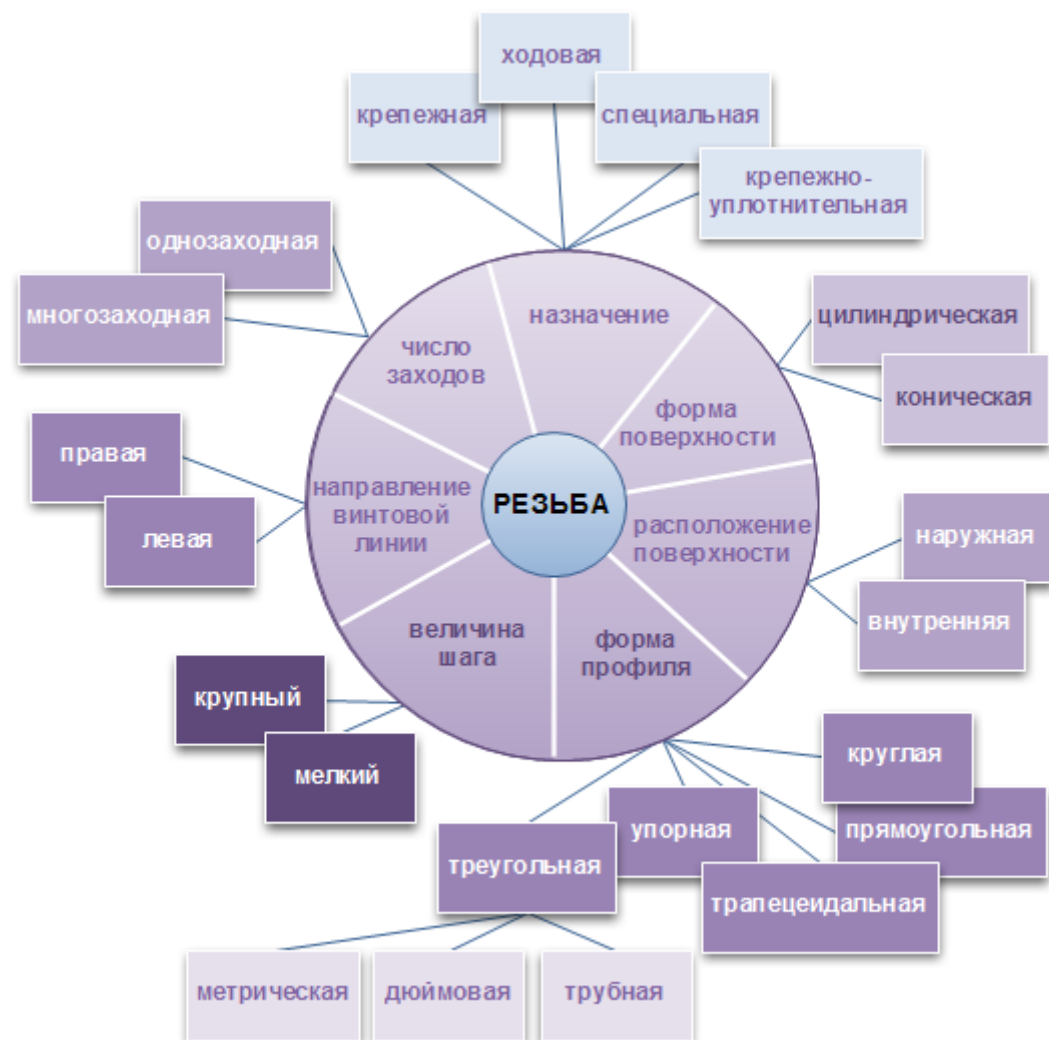 ходовая
крепежная
специальная
крепежно-
уплотнительная
однозаходная
многозаходная
назначение
цилиндрическая
число
заходов
коническая
форма
поверхности
правая
левая
направление
винтовой
линии
РЕЗЬБА
расположение
поверхности
наружная
внутренняя
величина
шага
форма
профиля
крупный
мелкий
круглая
упорная
прямоугольная
треугольная
трапецеидальная
метрическая
дюймовая
трубная